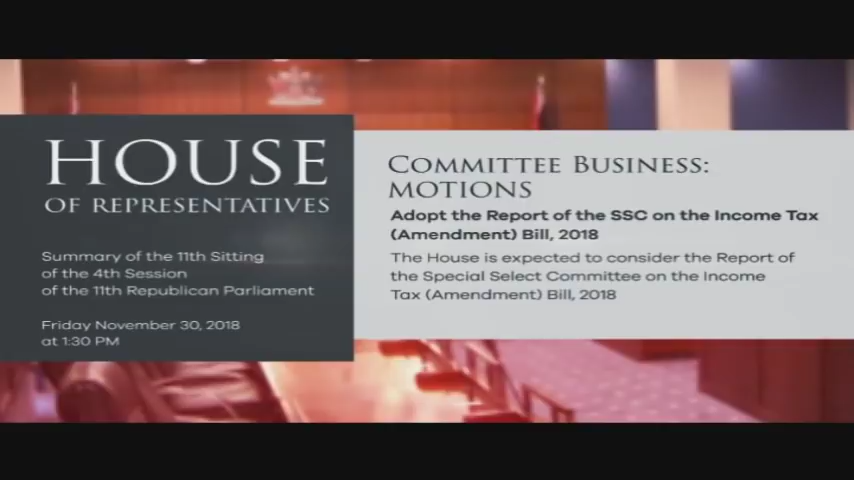 HOUSE
OF REPRESENTATIVES
Summary of the 11th Sitting
of the 4th Session
of the 11th Republican Parliament
Friday November 30, 2018
at 1:30 PM
COMMITTEE BUSINESS:
MOTIONS
Adopt the Report of the SSC on the Income Tax
(Amendment) Bill, 2018
The House is expected to consider the Report of
the Special Select Committee on the Income
Tax (Amendment) Bill, 2018